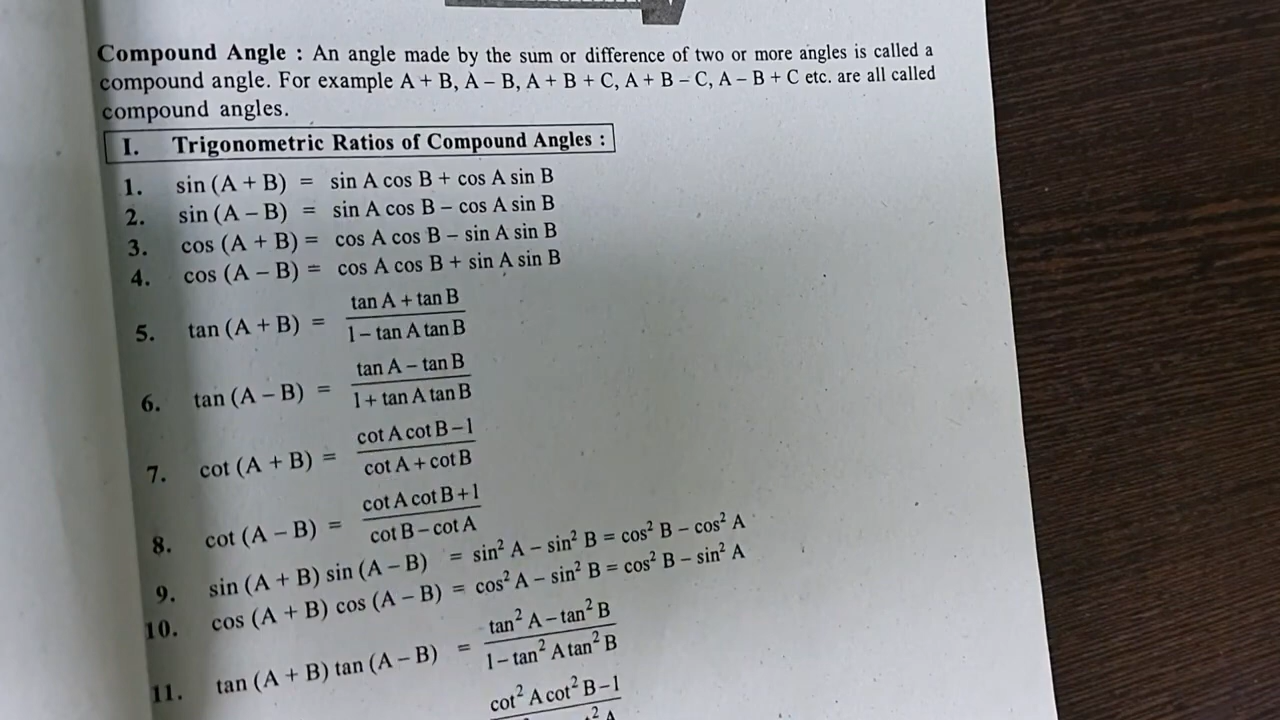 Compound Angle : An angle made by the sum or difference of two or more angles is called a
compound angle. For example A + B, A – B, A + B + C, A + B – C, A – B + C etc. are all called
compound angles.
I. Trigonometric Ratios of Compound Angles :
1. sin (A + B) = sin A cos B + cos A sin B
2. sin (A – B) = sin A cos B – cos A sin B
3. cos (A + B) = cos A cos B – sin A sin B
4. cos (A – B) = cos A cos B + sin A sin B
5. tan (A + B) = (tan A + tan B) / (1 – tan A tan B)
6. tan (A – B) = (tan A – tan B) / (1 + tan A tan B)
7. cot (A + B) = (cot A cot B – 1) / (cot A + cot B)
8. cot (A – B) = (cot A cot B + 1) / (cot B – cot A)
9. sin (A + B) sin (A – B) = sin² A – sin² B = cos² B – cos² A
10. cos (A + B) cos (A – B) = cos² A – sin² B = cos² B – sin² A
11. tan (A + B) tan (A – B) = (tan² A – tan² B) / (1 – tan² A tan² B)
cot² A cot² B – 1